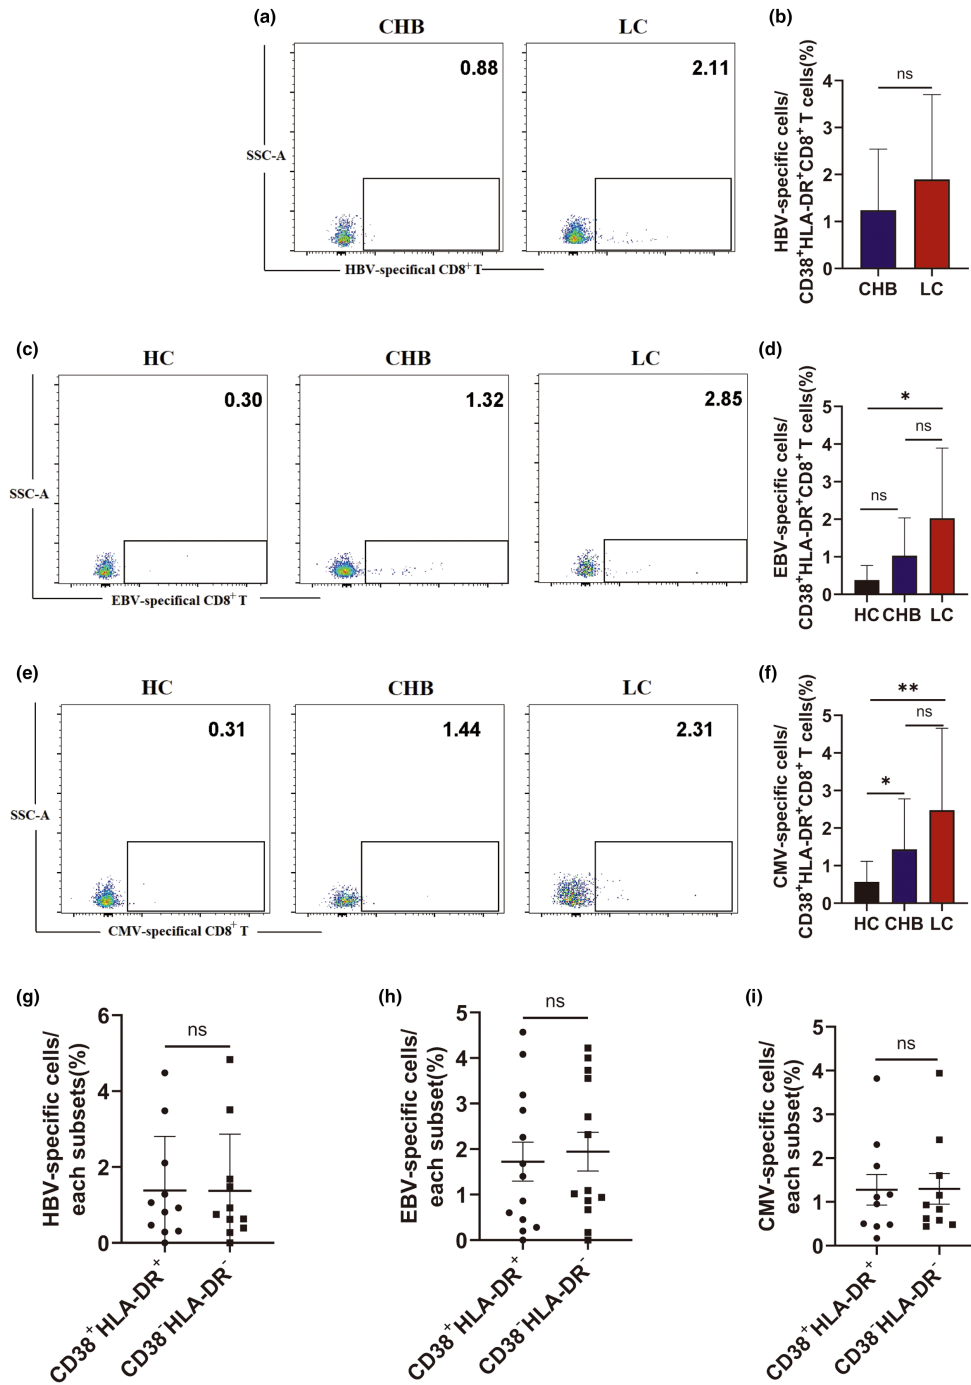 (a)
CHB
LC
0.88
2.11
SSC-A
HBV-specifical CD8+ T
(b)
HBV-specific cells/
CD38+HLA-DR+CD8+ T cells(%)
4
3
2
1
0
ns
CHB
LC
(c)
HC
CHB
LC
0.30
1.32
2.85
SSC-A
EBV-specifical CD8+ T
(d)
EBV-specific cells/
CD38+HLA-DR+CD8+ T cells(%)
5
4
3
2
1
0
*
ns
ns
HC
CHB
LC
(e)
HC
CHB
LC
0.31
1.44
2.31
SSC-A
CMV-specifical CD8+ T
(f)
CMV-specific cells/
CD38+HLA-DR+CD8+ T cells(%)
5
4
3
2
1
0
**
ns
*
HC
CHB
LC
(g)
HBV-specific cells/
each subsets(%)
6
4
2
0
ns
CD38+HLA-DR+
CD38-HLA-DR-
(h)
EBV-specific cells/
each subset(%)
5
4
3
2
1
0
ns
CD38+HLA-DR+
CD38-HLA-DR-
(i)
CMV-specific cells/
each subset(%)
5
4
3
2
1
0
ns
CD38+HLA-DR+
CD38-HLA-DR-